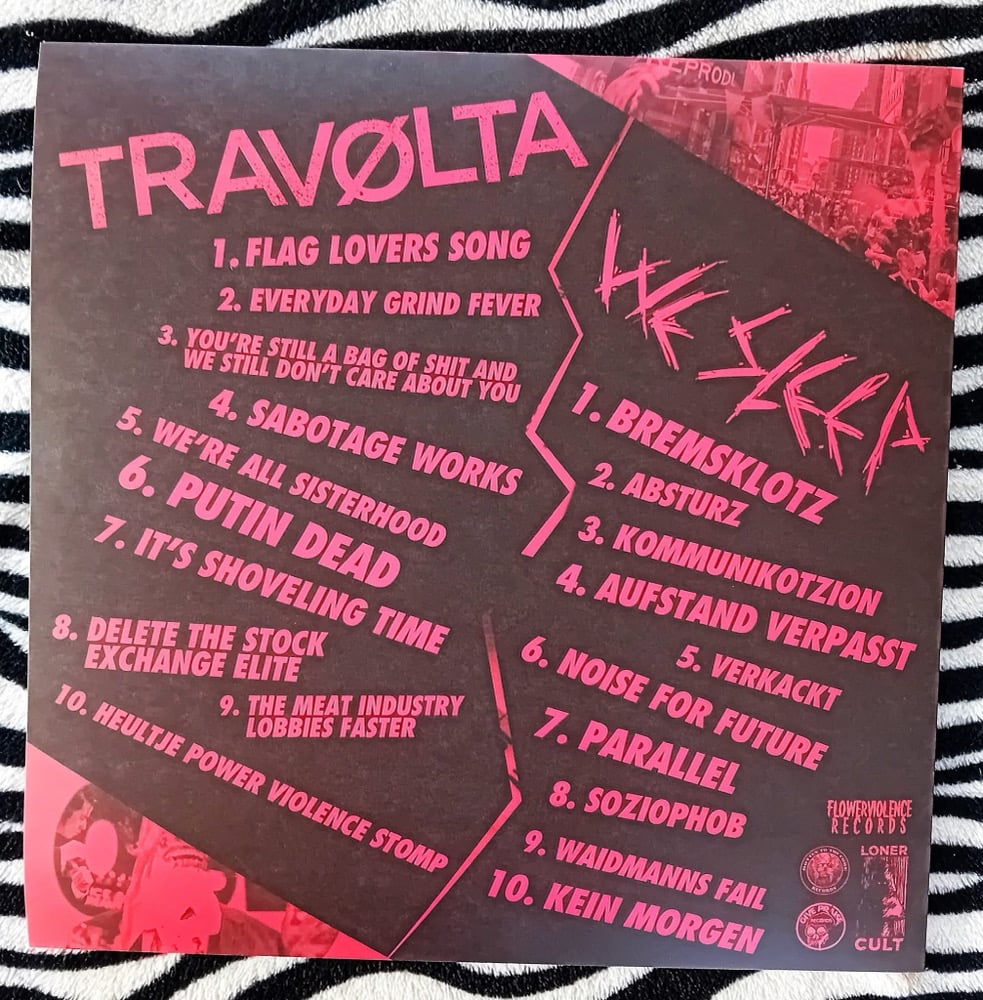 TRAVØLTA
1. FLAG LOVERS SONG
2. EVERYDAY GRIND FEVER
3. YOU'RE STILL A BAG OF SHIT AND
WE STILL DON'T CARE ABOUT YOU
4. SABOTAGE WORKS
5. WE'RE ALL SISTERHOOD
6. PUTIN DEAD
7. IT'S SHOVELING TIME
8. DELETE THE STOCK
EXCHANGE ELITE
9. THE MEAT INDUSTRY
LOBBIES FASTER
10. HEULTJE POWER VIOLENCE STOMP
WE SLEEP
1. BREMSKLOTZ
2. ABSTURZ
3. KOMMUNIKOTZION
4. AUFSTAND VERPASST
5. VERKACKT
6. NOISE FOR FUTURE
7. PARALLEL
8. SOZIOPHOB
9. WAIDMANNS FAIL
10. KEIN MORGEN
FLOWERVIOLENCE
RECORDS
RECORDS
LONER
CULT
GIVE PRAISE
RECORDS